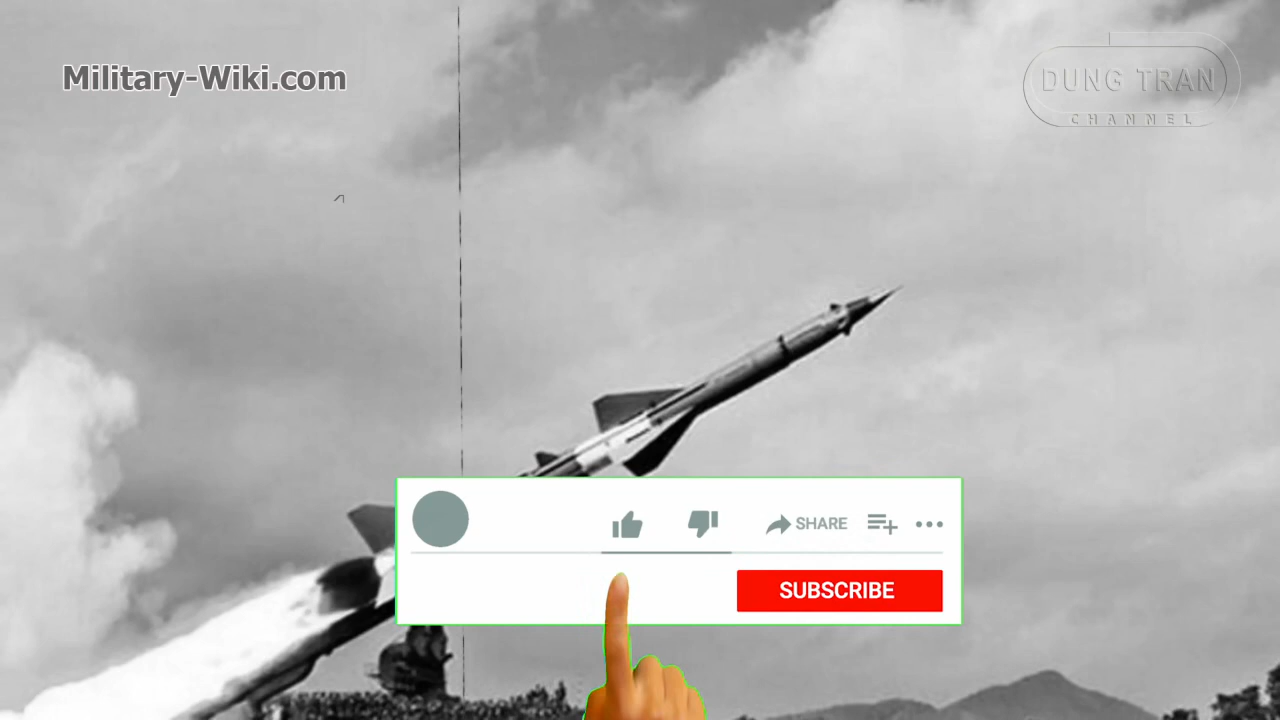 Military-Wiki.com
DUNG TRAN
CHANNEL
SHARE
SUBSCRIBE